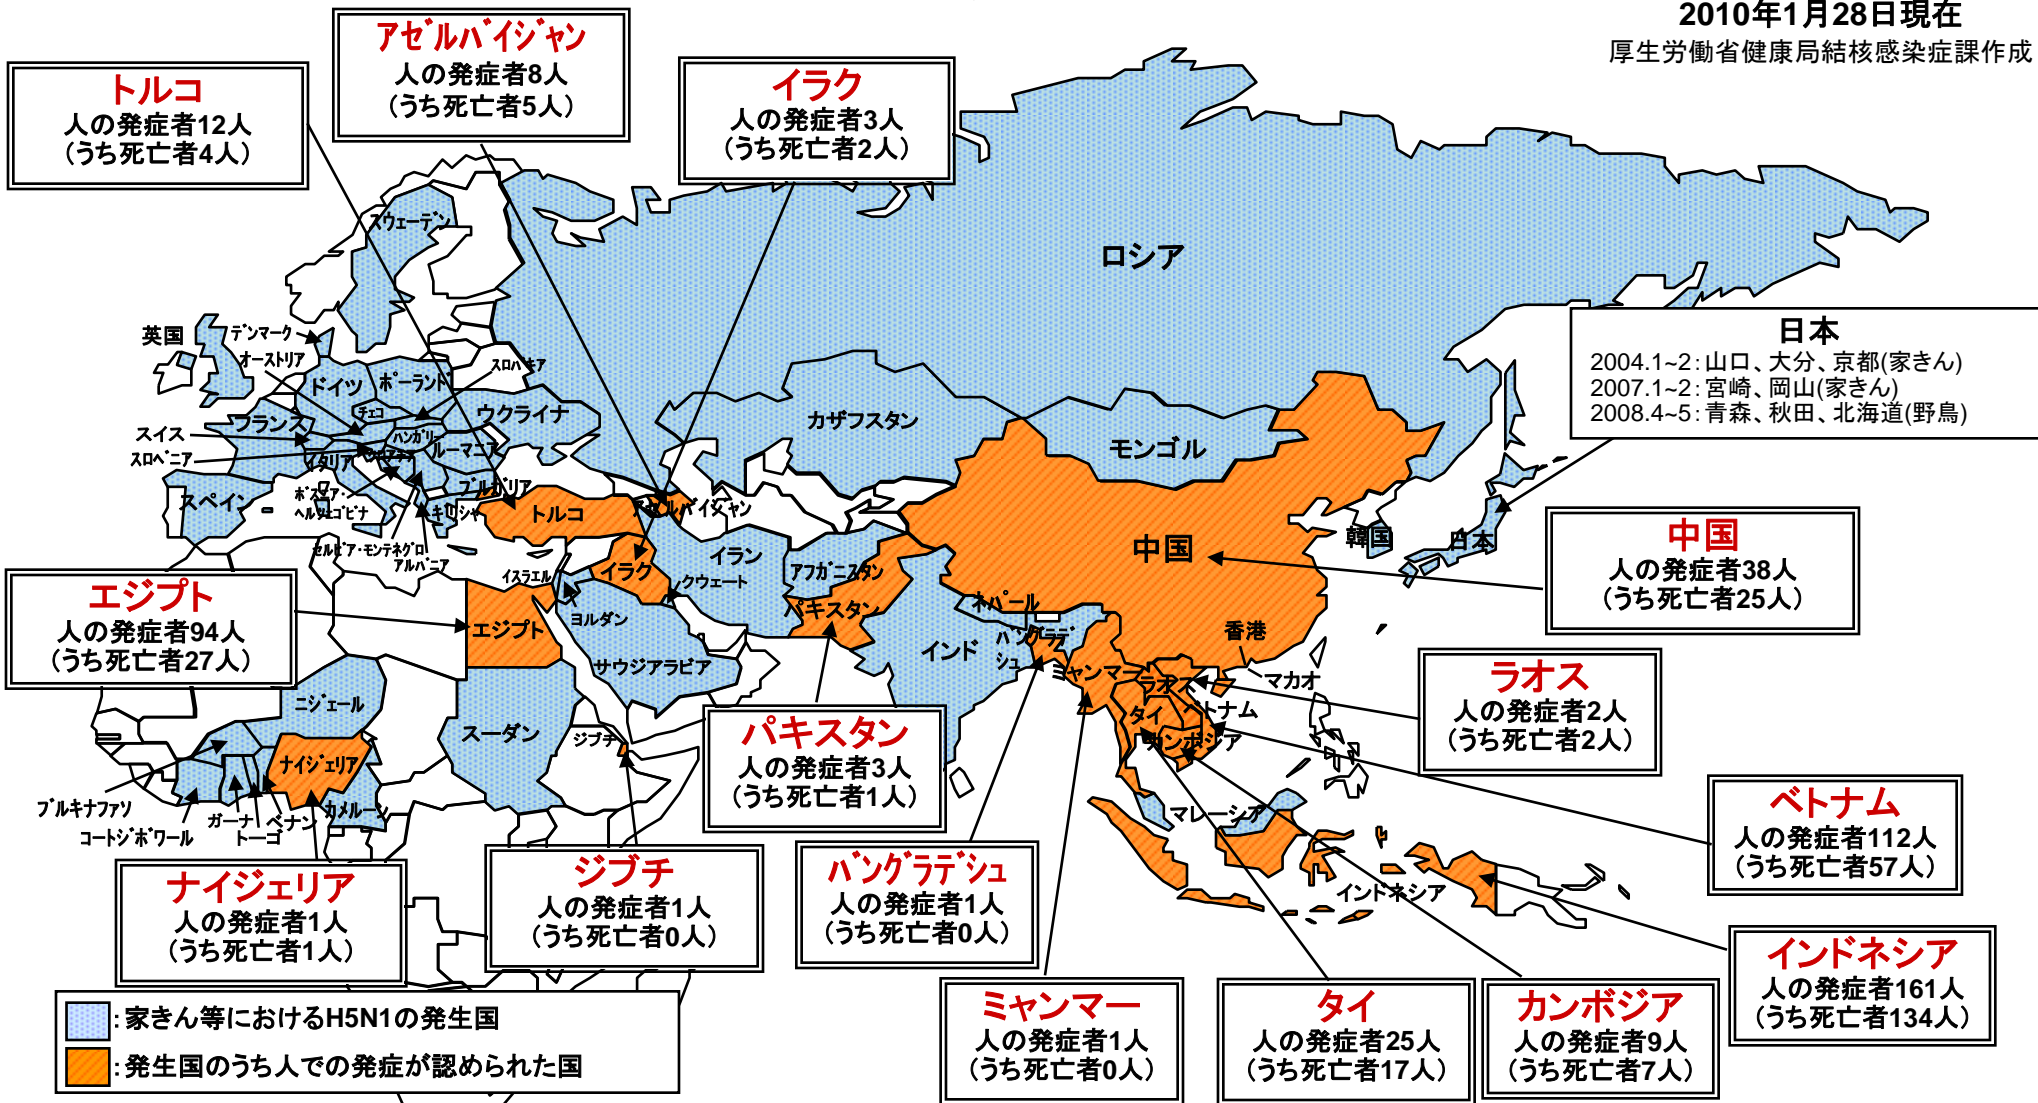 2010年1月28日現在
厚生労働省健康局結核感染症課作成
アゼルバイジャン
人の発症者8人
(うち死亡者5人)
トルコ
人の発症者12人
(うち死亡者4人)
イラク
人の発症者3人
(うち死亡者2人)
スウェーデン
ロシア
英国
デンマーク
オーストリア
スロバキア
ドイツ
ポーランド
チェコ
ウクライナ
フランス
ハンガリー
スイス
スロベニア
イタリア
ルーマニア
ブルガリア
スペイン
ボスニア・
ヘルツェゴビナ
ギリシャ
セルビア・モンテネグロ
アルバニア
トルコ
アゼルバイジャン
カザフスタン
モンゴル
日本
2004.1~2：山口、大分、京都(家きん)
2007.1~2：宮崎、岡山(家きん)
2008.4~5：青森、秋田、北海道(野鳥)
中国
韓国
日本
イラン
アフガニスタン
イスラエル
イラク
クウェート
ヨルダン
パキスタン
ネパール
バングラデ
シュ
インド
ミャンマー
香港
マカオ
ラオス
タイ
ベトナム
カンボジア
サウジアラビア
エジプト
中国
人の発症者38人
(うち死亡者25人)
エジプト
人の発症者94人
(うち死亡者27人)
ラオス
人の発症者2人
(うち死亡者2人)
ニジェール
スーダン
ジブチ
ナイジェリア
カメルーン
ブルキナファソ
コートジボワール
ガーナ
トーゴ
ベナン
マレーシア
インドネシア
パキスタン
人の発症者3人
(うち死亡者1人)
ベトナム
人の発症者112人
(うち死亡者57人)
ナイジェリア
人の発症者1人
(うち死亡者1人)
ジブチ
人の発症者1人
(うち死亡者0人)
バングラデシュ
人の発症者1人
(うち死亡者0人)
インドネシア
人の発症者161人
(うち死亡者134人)
ミャンマー
人の発症者1人
(うち死亡者0人)
タイ
人の発症者25人
(うち死亡者17人)
カンボジア
人の発症者9人
(うち死亡者7人)
：家きん等におけるH5N1の発生国
：発生国のうち人での発症が認められた国